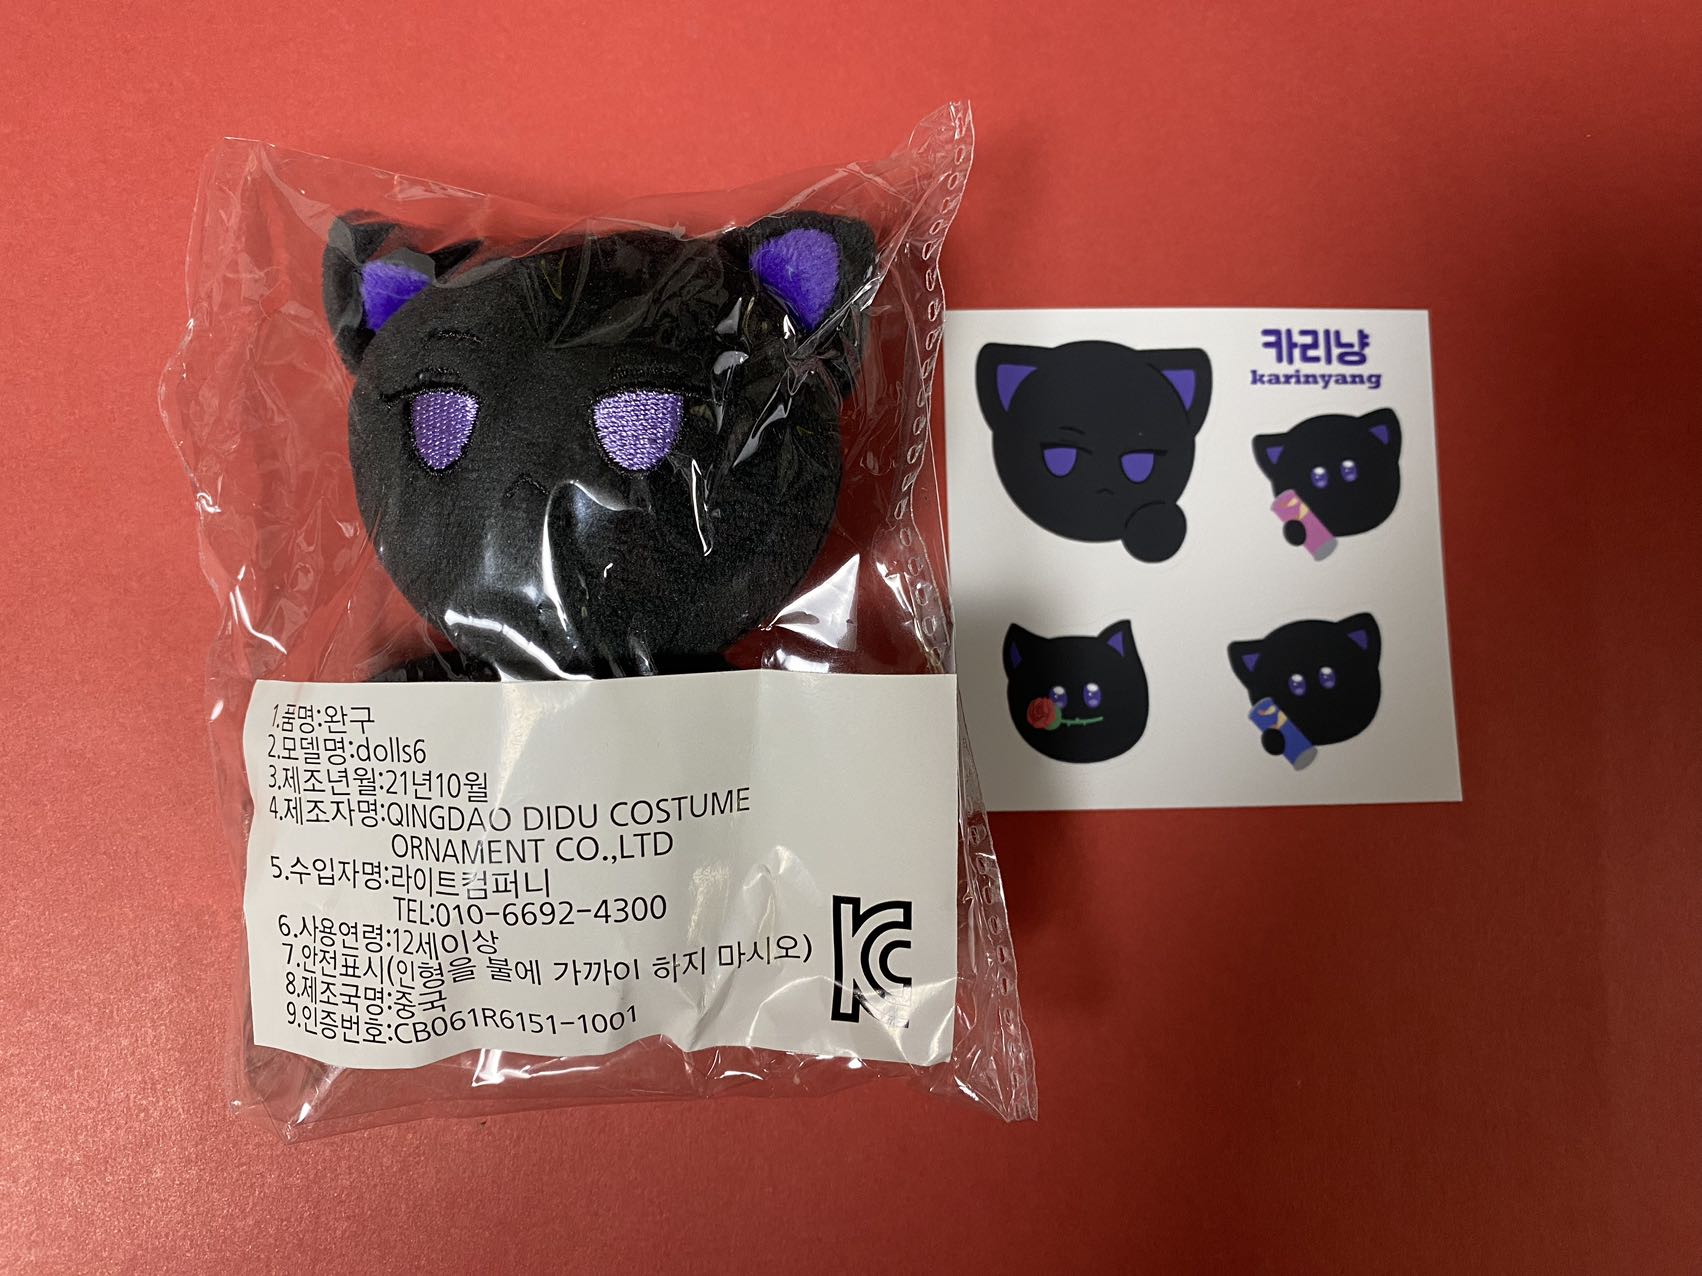 1.품명:완구
2.모델명:dolls6
3.제조년월:21년10월
4.제조자명:QINGDAO DIDU COSTUME
ORNAMENT CO.,LTD
5.수입자명:라이트컴퍼니
TEL:010-6692-4300
6.사용연령:12세이상
7.안전표시(인형을 불에 가까이 하지 마시오)
8.제조국명:중국
9.인증번호:CB061R6151-1001
KC
카리냥
karinyang